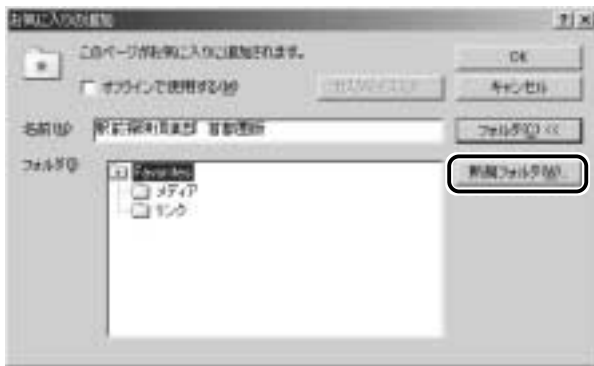 お気に入りの追加
このページがお気に入りに追加されます。
オフラインで使用する(M)
OK
キャンセル
名前(N)
フォルダ(C) <<
フォルダ(I)
Favorites
メディア
リンク
新規フォルダ(W)...